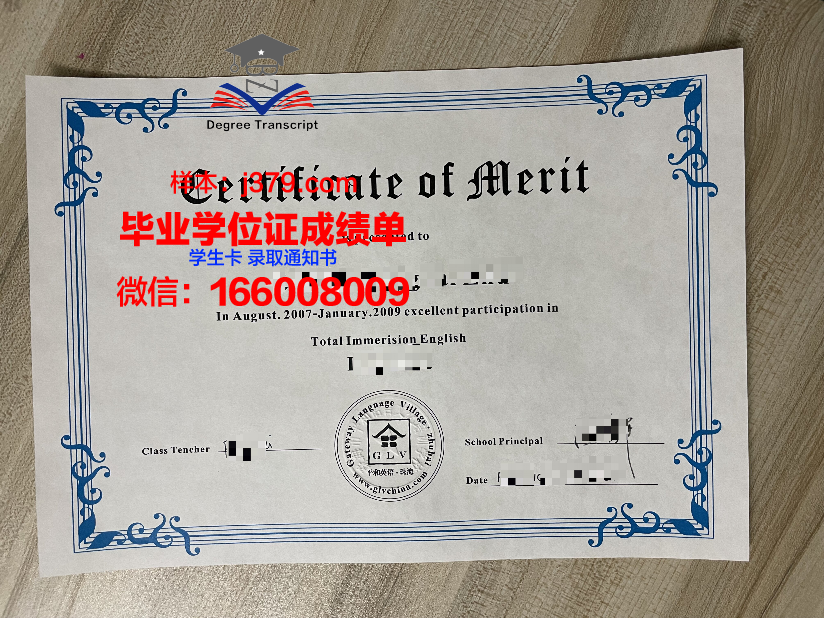 Degree Transcript
Certificate of Merit
样本：j379.com
毕业学位证成绩单
to
学生卡 录取通知书
微信：166008009
In August. 2007-January.2009 excellent participation in
Total Immerision English
Gateway Language Village · zhuhai
GLV
www.glvchina.com
Class Tencher
School Principal
Date